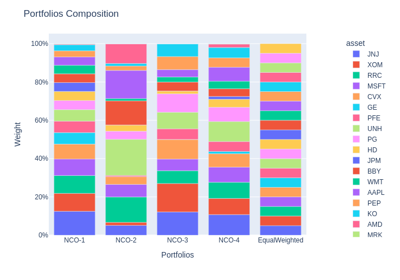 Portfolios Composition
100%
80%
60%
40%
20%
0%
Weight
NCO-1
NCO-2
NCO-3
NCO-4
EqualWeighted
Portfolios
asset
JNJ
XOM
RRC
MSFT
CVX
GE
PFE
UNH
PG
HD
JPM
BBY
WMT
AAPL
PEP
KO
AMD
MRK